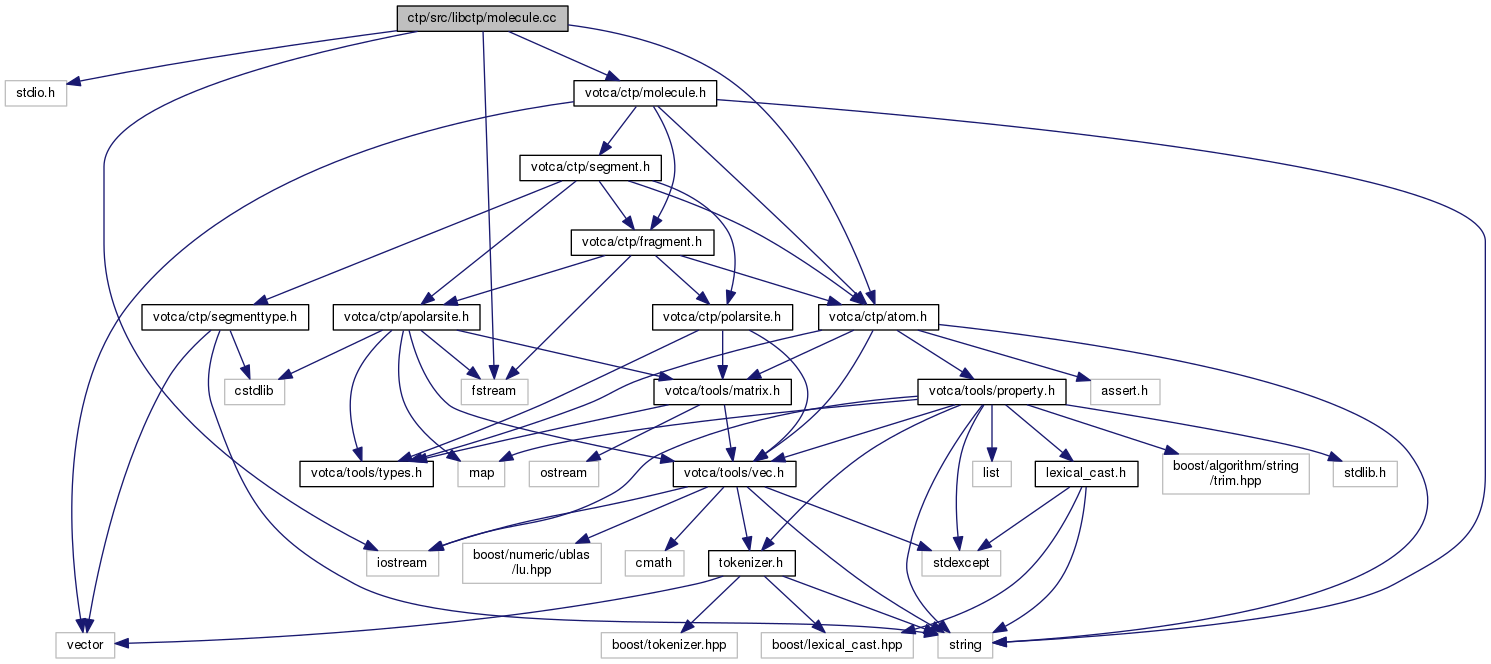 ctp/src/libctp/molecule.cc
stdio.h
votca/ctp/molecule.h
votca/ctp/segment.h
votca/ctp/fragment.h
votca/ctp/segmenttype.h
votca/ctp/apolarsite.h
votca/ctp/polarsite.h
votca/ctp/atom.h
cstdlib
fstream
votca/tools/matrix.h
votca/tools/property.h
assert.h
votca/tools/types.h
map
ostream
votca/tools/vec.h
list
lexical_cast.h
boost/algorithm/string
/trim.hpp
stdlib.h
iostream
boost/numeric/ublas
/lu.hpp
cmath
tokenizer.h
stdexcept
vector
boost/tokenizer.hpp
boost/lexical_cast.hpp
string